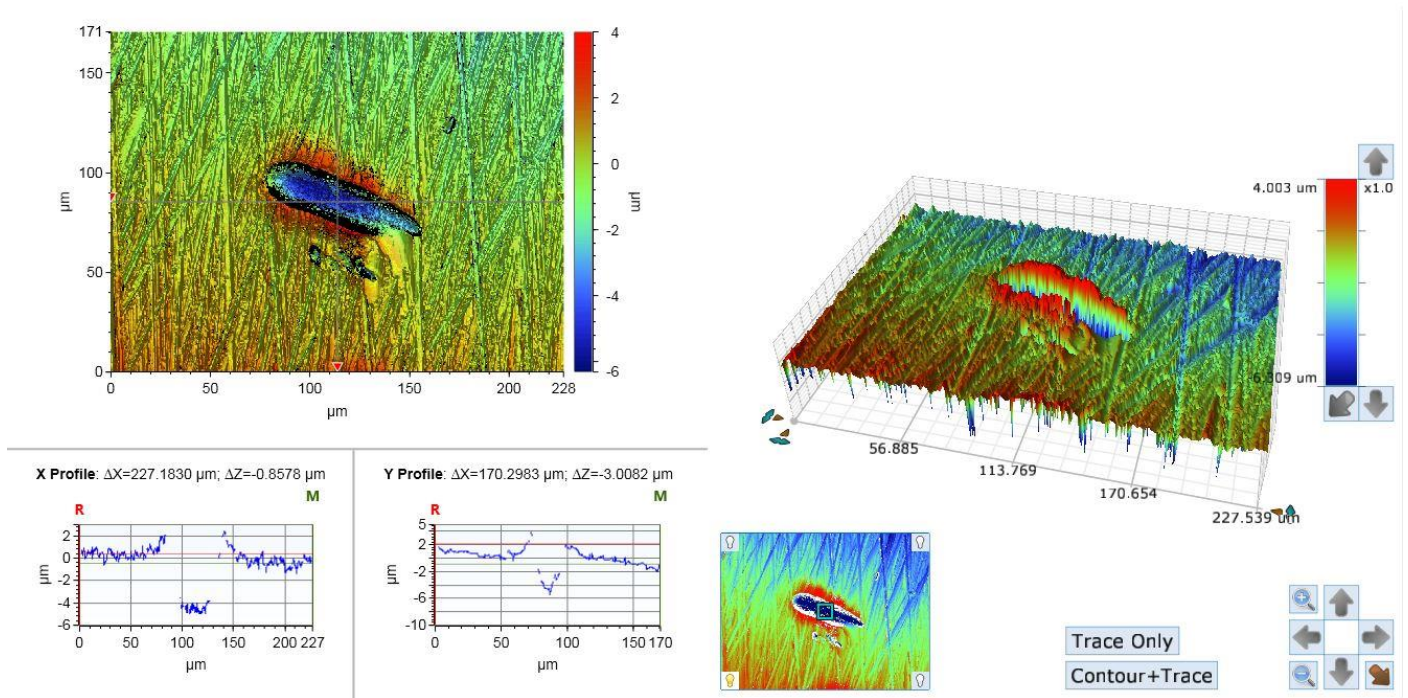 171
150
100
50
0
0 50 100 150 200 228
µm
µm
4
2
0
-2
-4
-6
µm
X Profile: ΔX=227.1830 µm; ΔZ=-0.8578 µm
R M
3
2
0
-2
-4
-6
µm
0 50 100 150 200 227
µm
Y Profile: ΔX=170.2983 µm; ΔZ=-3.0082 µm
R M
5
2
-2
-6
-10
µm
0 50 100 150 170
µm
4.003 um x1.0
-6.309 um
56.885
113.769
170.654
227.539 um
Trace Only
Contour+Trace